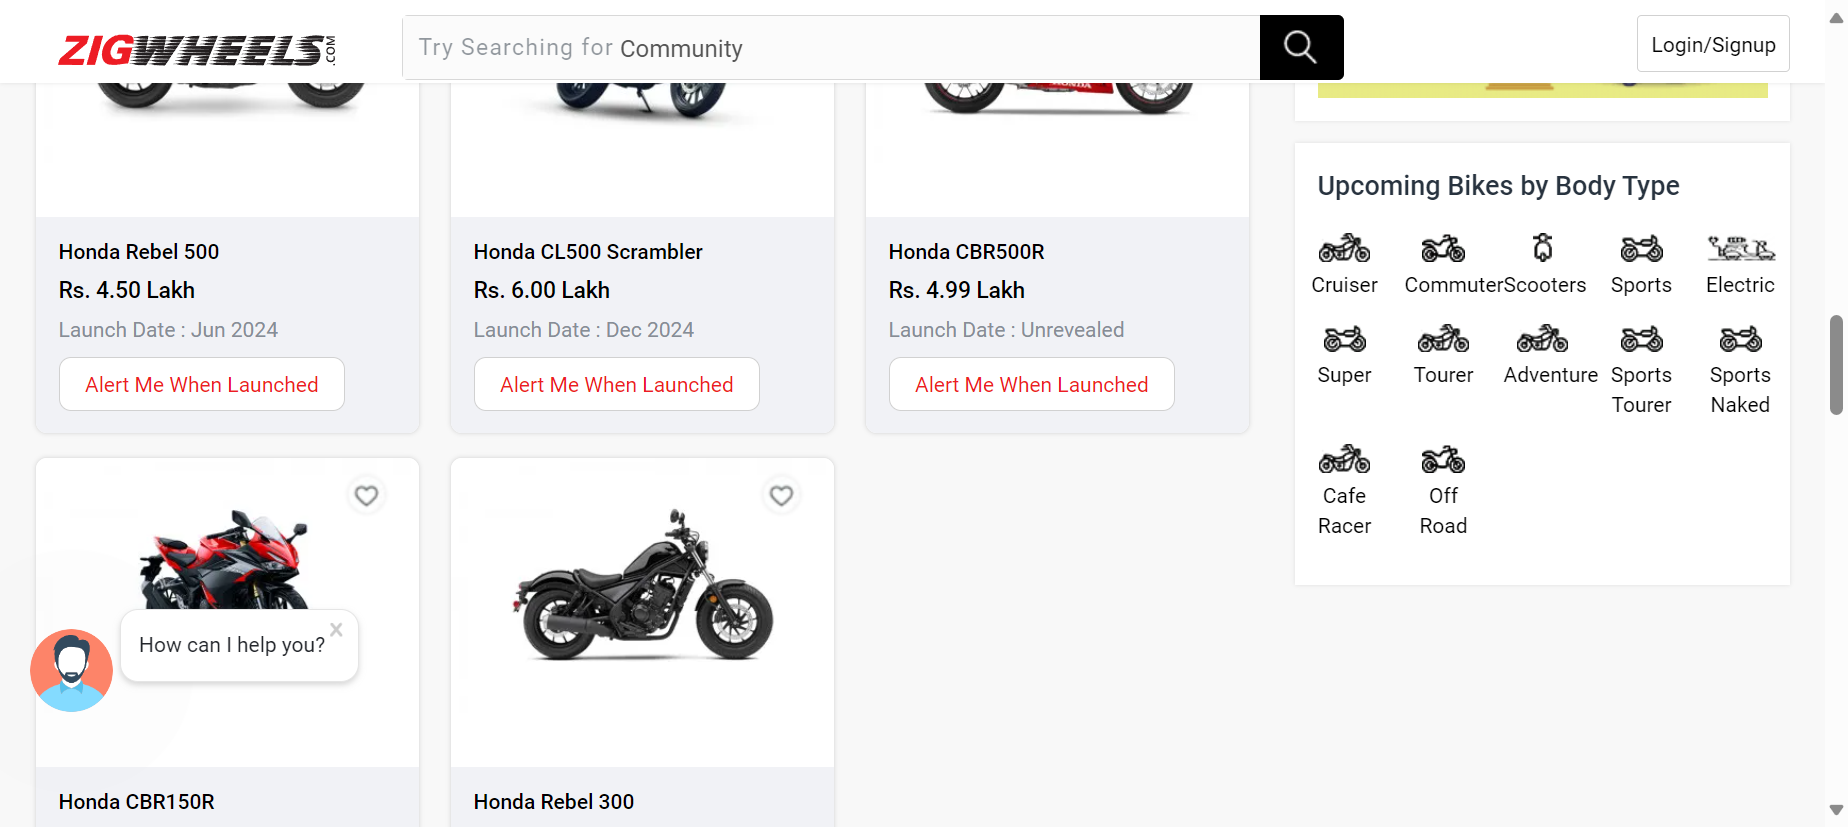 ZIGWHEELS.COM
Try Searching for Community
Login/Signup
HONDA
Honda Rebel 500
Rs. 4.50 Lakh
Launch Date : Jun 2024
Alert Me When Launched
Honda CL500 Scrambler
Rs. 6.00 Lakh
Launch Date : Dec 2024
Alert Me When Launched
Honda CBR500R
Rs. 4.99 Lakh
Launch Date : Unrevealed
Alert Me When Launched
How can I help you?
Honda CBR150R
Honda Rebel 300
Upcoming Bikes by Body Type
Cruiser
Commuter
Scooters
Sports
Electric
Super
Tourer
Adventure
Sports
Tourer
Sports
Naked
Cafe
Racer
Off
Road